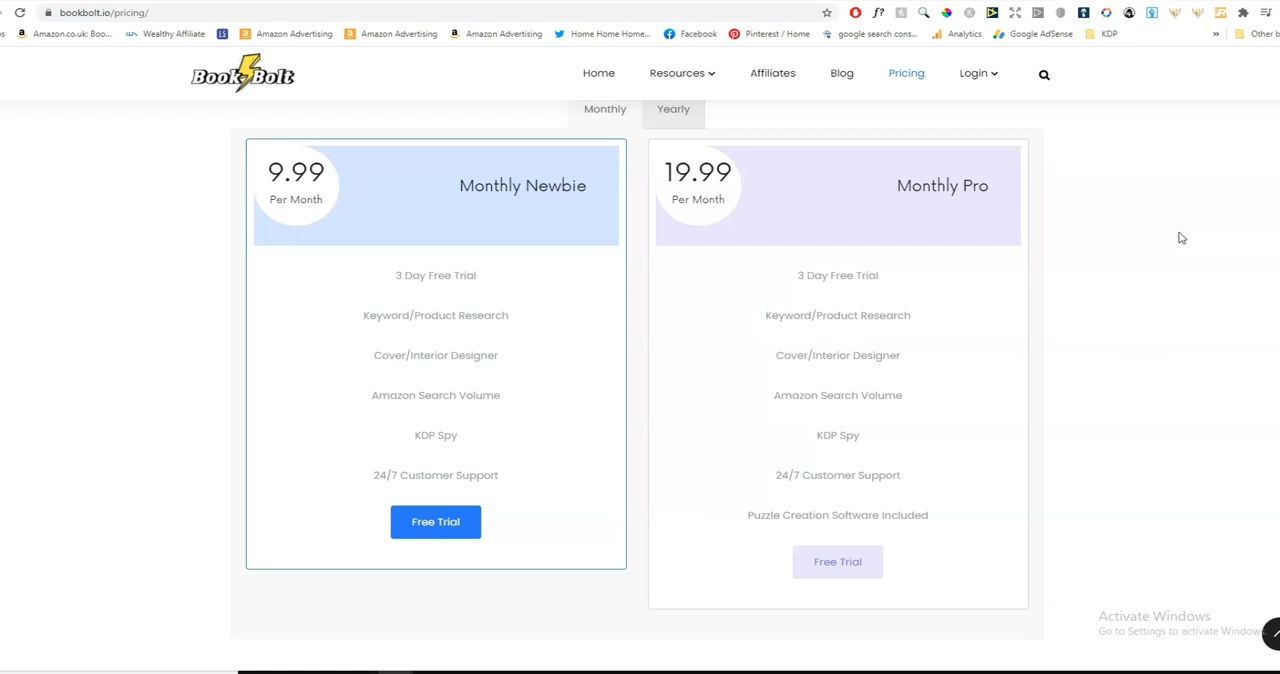 bookbolt.io/pricing/
Amazon.co.uk: Boo... Wealthy Affiliate Amazon Advertising Amazon Advertising Amazon Advertising Home Home Home... Facebook Pinterest / Home google search cons... Analytics Google AdSense KDP » Other b
Book Bolt Home Resources Affiliates Blog Pricing Login
Monthly Yearly
9.99
Per Month
Monthly Newbie
3 Day Free Trial
Keyword/Product Research
Cover/Interior Designer
Amazon Search Volume
KDP Spy
24/7 Customer Support
Free Trial
19.99
Per Month
Monthly Pro
3 Day Free Trial
Keyword/Product Research
Cover/Interior Designer
Amazon Search Volume
KDP Spy
24/7 Customer Support
Puzzle Creation Software Included
Free Trial
Activate Windows
Go to Settings to activate Windows.